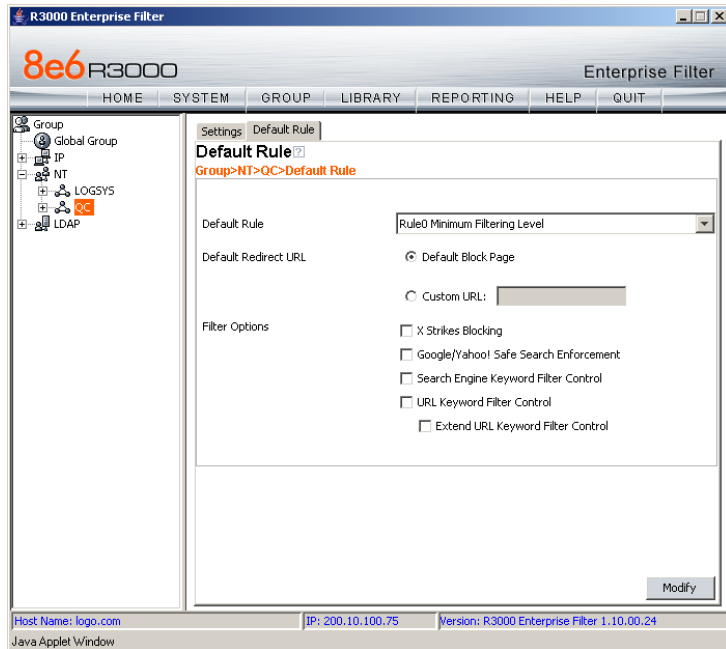 R3000 Enterprise Filter
8e6 R3000
Enterprise Filter
HOME SYSTEM GROUP LIBRARY REPORTING HELP QUIT
Group
Global Group
IP
NT
LOGSYS
QC
LDAP
Settings Default Rule
Default Rule ?
Group>NT>QC>Default Rule
Default Rule Rule0 Minimum Filtering Level
Default Redirect URL Default Block Page
Custom URL:
Filter Options X Strikes Blocking
Google/Yahoo! Safe Search Enforcement
Search Engine Keyword Filter Control
URL Keyword Filter Control
Extend URL Keyword Filter Control
Modify
Host Name: logo.com IP: 200.10.100.75 Version: R3000 Enterprise Filter 1.10.00.24
Java Applet Window